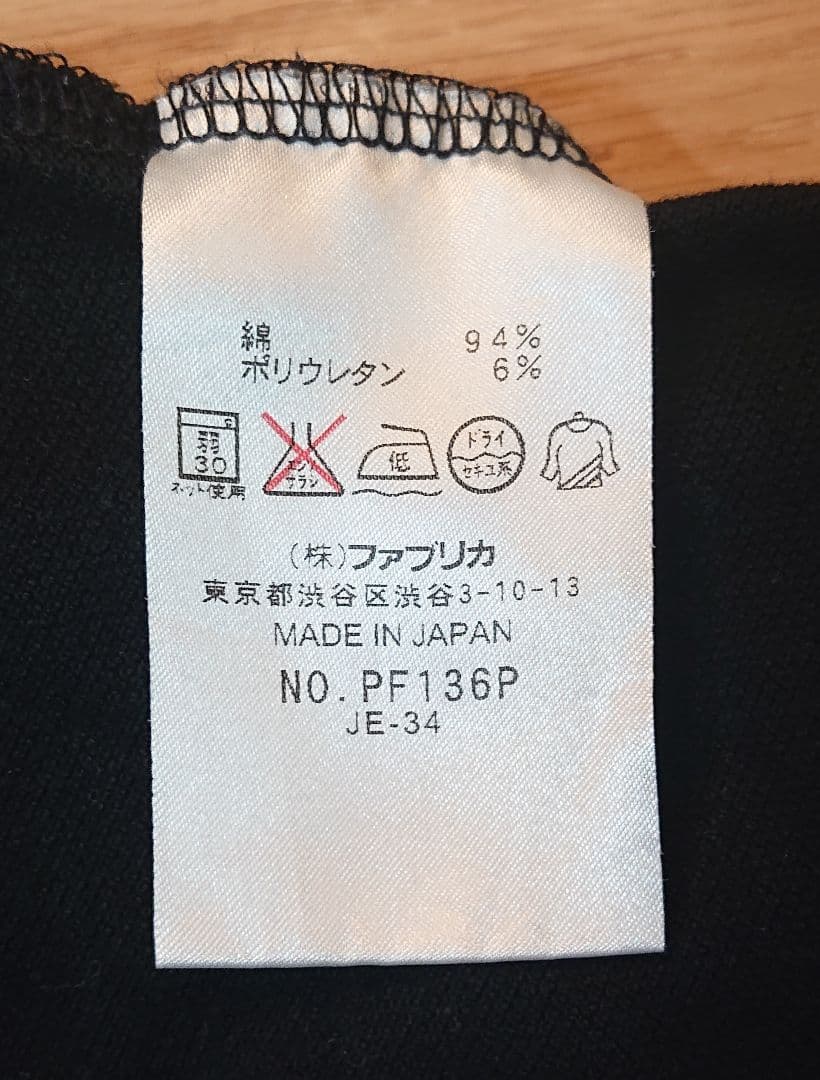 綿 94%
ポリウレタン 6%
弱
30
ネット使用
エンソ
サラシ
低
ドライ
セキユ系
(株)ファブリカ
東京都渋谷区渋谷3-10-13
MADE IN JAPAN
NO.PF136P
JE-34